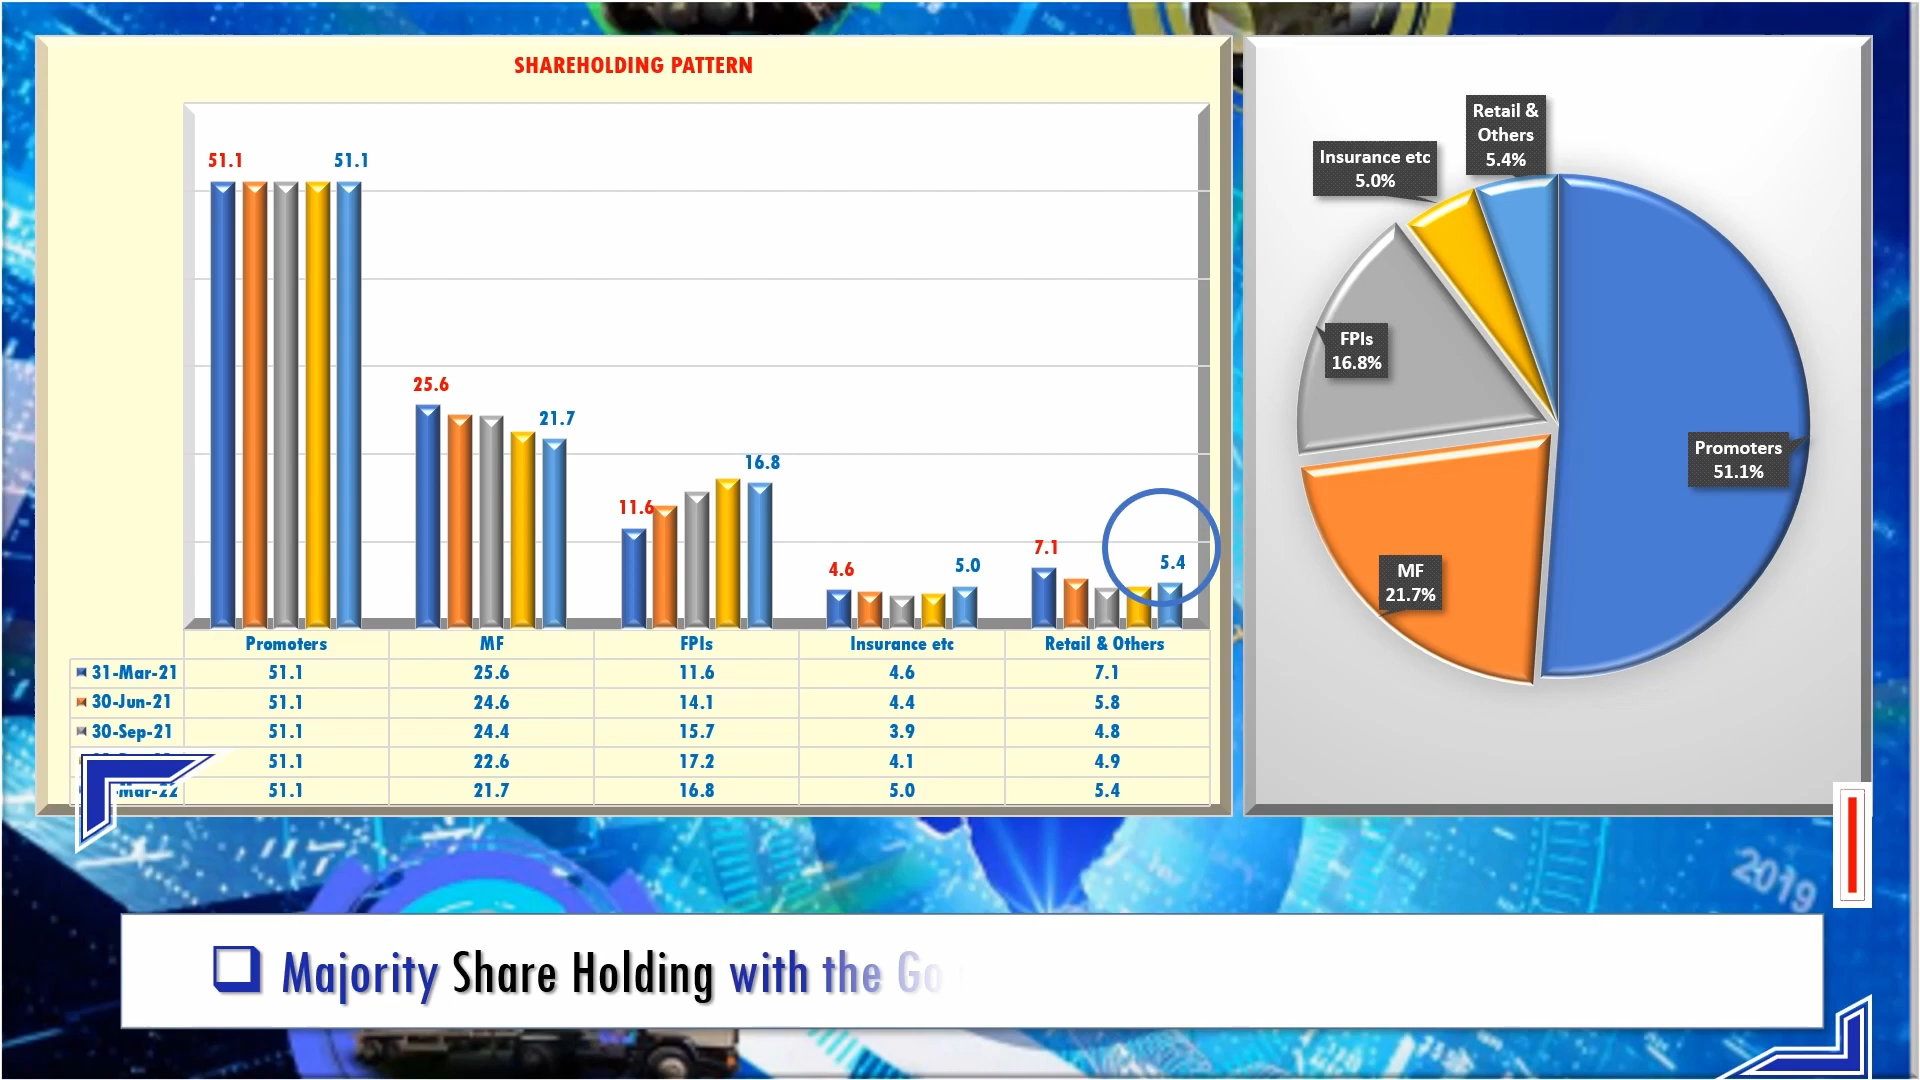 SHAREHOLDING PATTERN
51.1 51.1
25.6 21.7
11.6 16.8
4.6 5.0
7.1 5.4
Promoters MF FPIs Insurance etc Retail & Others
31-Mar-21 51.1 25.6 11.6 4.6 7.1
30-Jun-21 51.1 24.6 14.1 4.4 5.8
30-Sep-21 51.1 24.4 15.7 3.9 4.8
51.1 22.6 17.2 4.1 4.9
Mar-22 51.1 21.7 16.8 5.0 5.4
Retail &
Others
5.4%
Insurance etc
5.0%
FPIs
16.8%
Promoters
51.1%
MF
21.7%
2019
Majority Share Holding with the Go